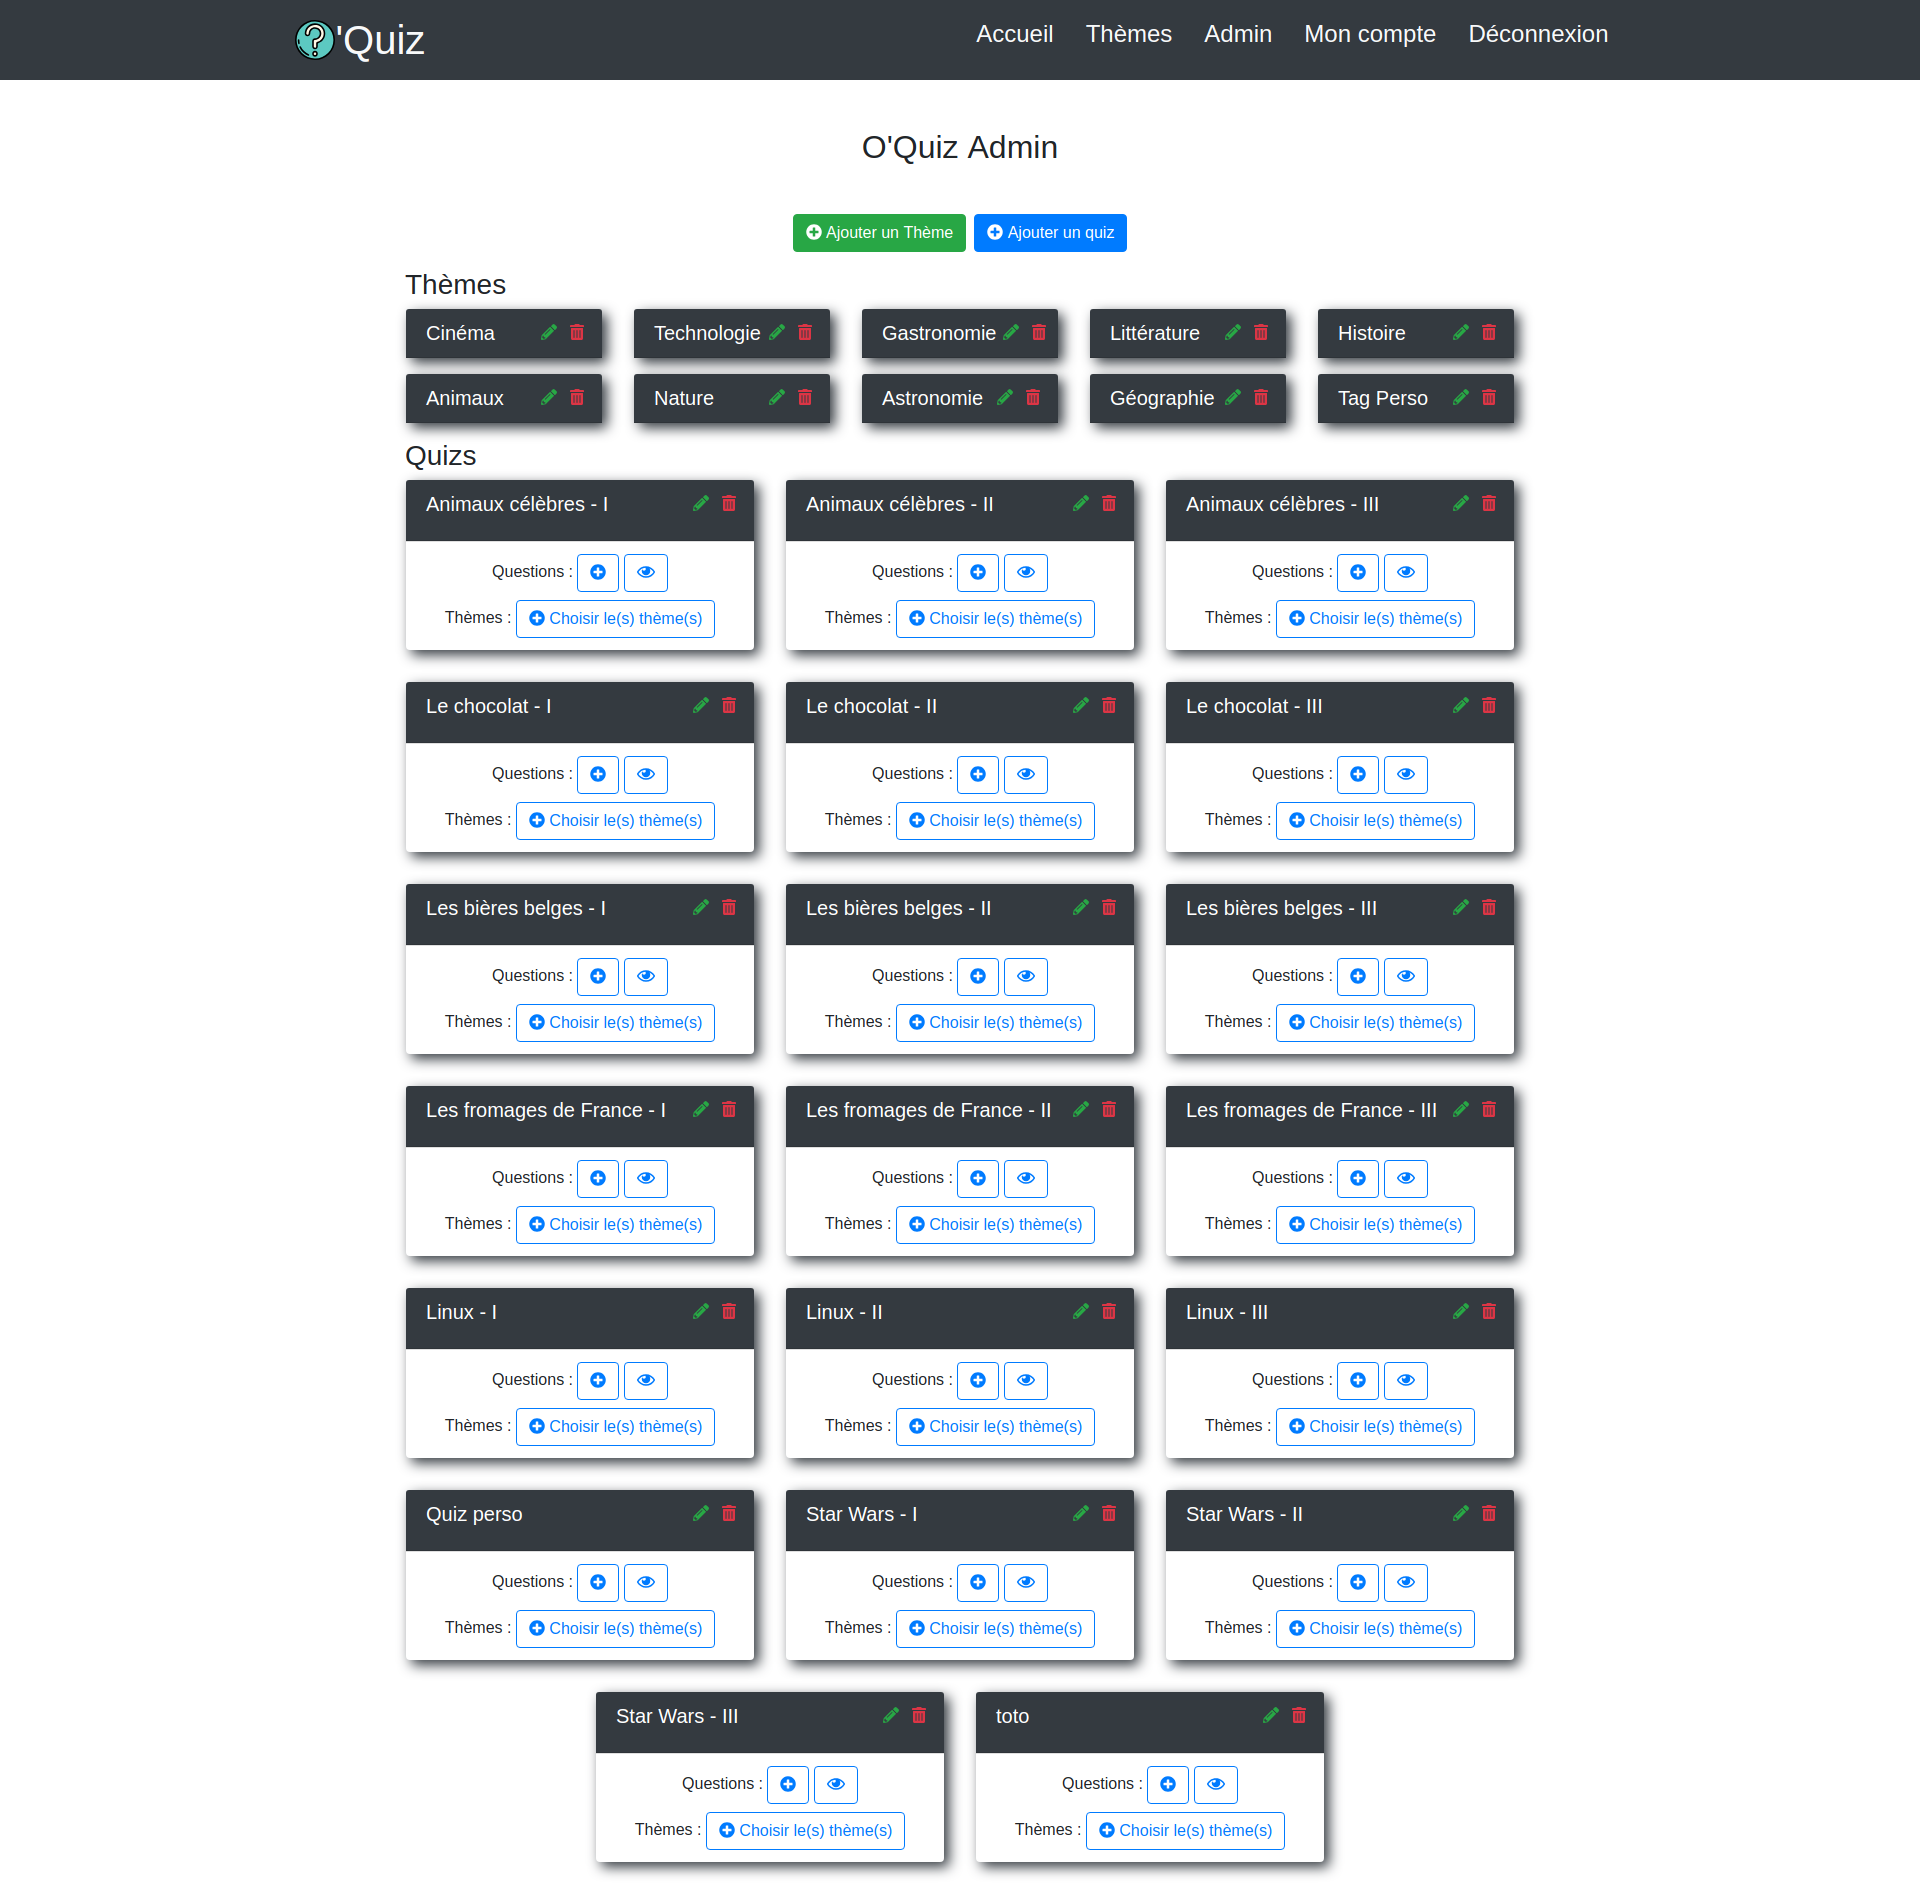 ?'Quiz Accueil Thèmes Admin Mon compte Déconnexion
O'Quiz Admin
Ajouter un Thème Ajouter un quiz
Thèmes
Cinéma Technologie Gastronomie Littérature Histoire
Animaux Nature Astronomie Géographie Tag Perso
Quizs
Animaux célèbres - I Animaux célèbres - II Animaux célèbres - III
Questions : Questions : Questions :
Thèmes : Choisir le(s) thème(s) Thèmes : Choisir le(s) thème(s) Thèmes : Choisir le(s) thème(s)
Le chocolat - I Le chocolat - II Le chocolat - III
Questions : Questions : Questions :
Thèmes : Choisir le(s) thème(s) Thèmes : Choisir le(s) thème(s) Thèmes : Choisir le(s) thème(s)
Les bières belges - I Les bières belges - II Les bières belges - III
Questions : Questions : Questions :
Thèmes : Choisir le(s) thème(s) Thèmes : Choisir le(s) thème(s) Thèmes : Choisir le(s) thème(s)
Les fromages de France - I Les fromages de France - II Les fromages de France - III
Questions : Questions : Questions :
Thèmes : Choisir le(s) thème(s) Thèmes : Choisir le(s) thème(s) Thèmes : Choisir le(s) thème(s)
Linux - I Linux - II Linux - III
Questions : Questions : Questions :
Thèmes : Choisir le(s) thème(s) Thèmes : Choisir le(s) thème(s) Thèmes : Choisir le(s) thème(s)
Quiz perso Star Wars - I Star Wars - II
Questions : Questions : Questions :
Thèmes : Choisir le(s) thème(s) Thèmes : Choisir le(s) thème(s) Thèmes : Choisir le(s) thème(s)
Star Wars - III toto
Questions : Questions :
Thèmes : Choisir le(s) thème(s) Thèmes : Choisir le(s) thème(s)